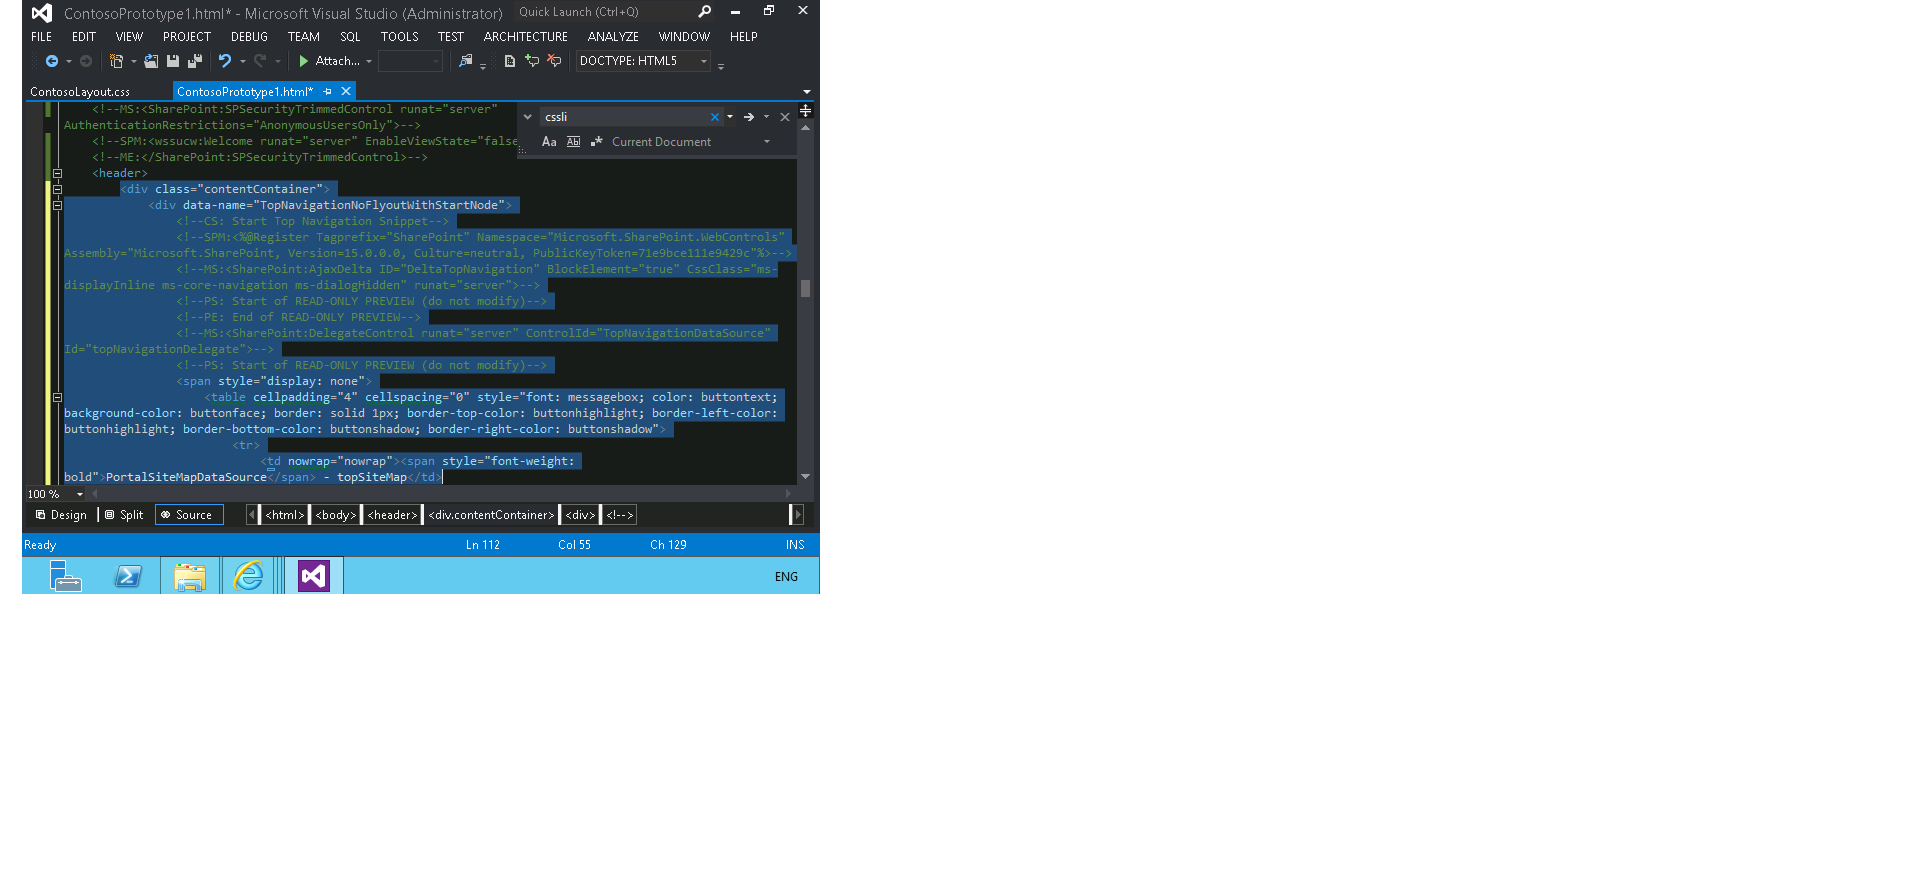 ContosoPrototype1.html* - Microsoft Visual Studio (Administrator) Quick Launch (Ctrl+Q)
FILE EDIT VIEW PROJECT DEBUG TEAM SQL TOOLS TEST ARCHITECTURE ANALYZE WINDOW HELP
Attach... DOCTYPE: HTML5
ContosoLayout.css ContosoPrototype1.html*
<!--MS:<SharePoint:SPSecurityTrimmedControl runat="server"
AuthenticationRestrictions="AnonymousUsersOnly">-->
<!--SPM:<wssucw:Welcome runat="server" EnableViewState="false
<!--ME:</SharePoint:SPSecurityTrimmedControl>-->
cssli
Aa Ab Current Document
<header>
<div class="contentContainer">
<div data-name="TopNavigationNoFlyoutWithStartNode">
<!--CS: Start Top Navigation Snippet-->
<!--SPM:<%@Register Tagprefix="SharePoint" Namespace="Microsoft.SharePoint.WebControls"
Assembly="Microsoft.SharePoint, Version=15.0.0.0, Culture=neutral, PublicKeyToken=71e9bce111e9429c"%>-->
<!--MS:<SharePoint:AjaxDelta ID="DeltaTopNavigation" BlockElement="true" CssClass="ms-
displayInline ms-core-navigation ms-dialogHidden" runat="server">-->
<!--PS: Start of READ-ONLY PREVIEW (do not modify)-->
<!--PE: End of READ-ONLY PREVIEW-->
<!--MS:<SharePoint:DelegateControl runat="server" ControlId="TopNavigationDataSource"
Id="topNavigationDelegate">-->
<!--PS: Start of READ-ONLY PREVIEW (do not modify)-->
<span style="display: none">
<table cellpadding="4" cellspacing="0" style="font: messagebox; color: buttontext;
background-color: buttonface; border: solid 1px; border-top-color: buttonhighlight; border-left-color:
buttonhighlight; border-bottom-color: buttonshadow; border-right-color: buttonshadow">
<tr>
<td nowrap="nowrap"><span style="font-weight:
bold">PortalSiteMapDataSource</span> - topSiteMap</td>
100 %
Design Split Source <html> <body> <header> <div.contentContainer> <div> <!-->
Ready Ln 112 Col 55 Ch 129 INS
ENG